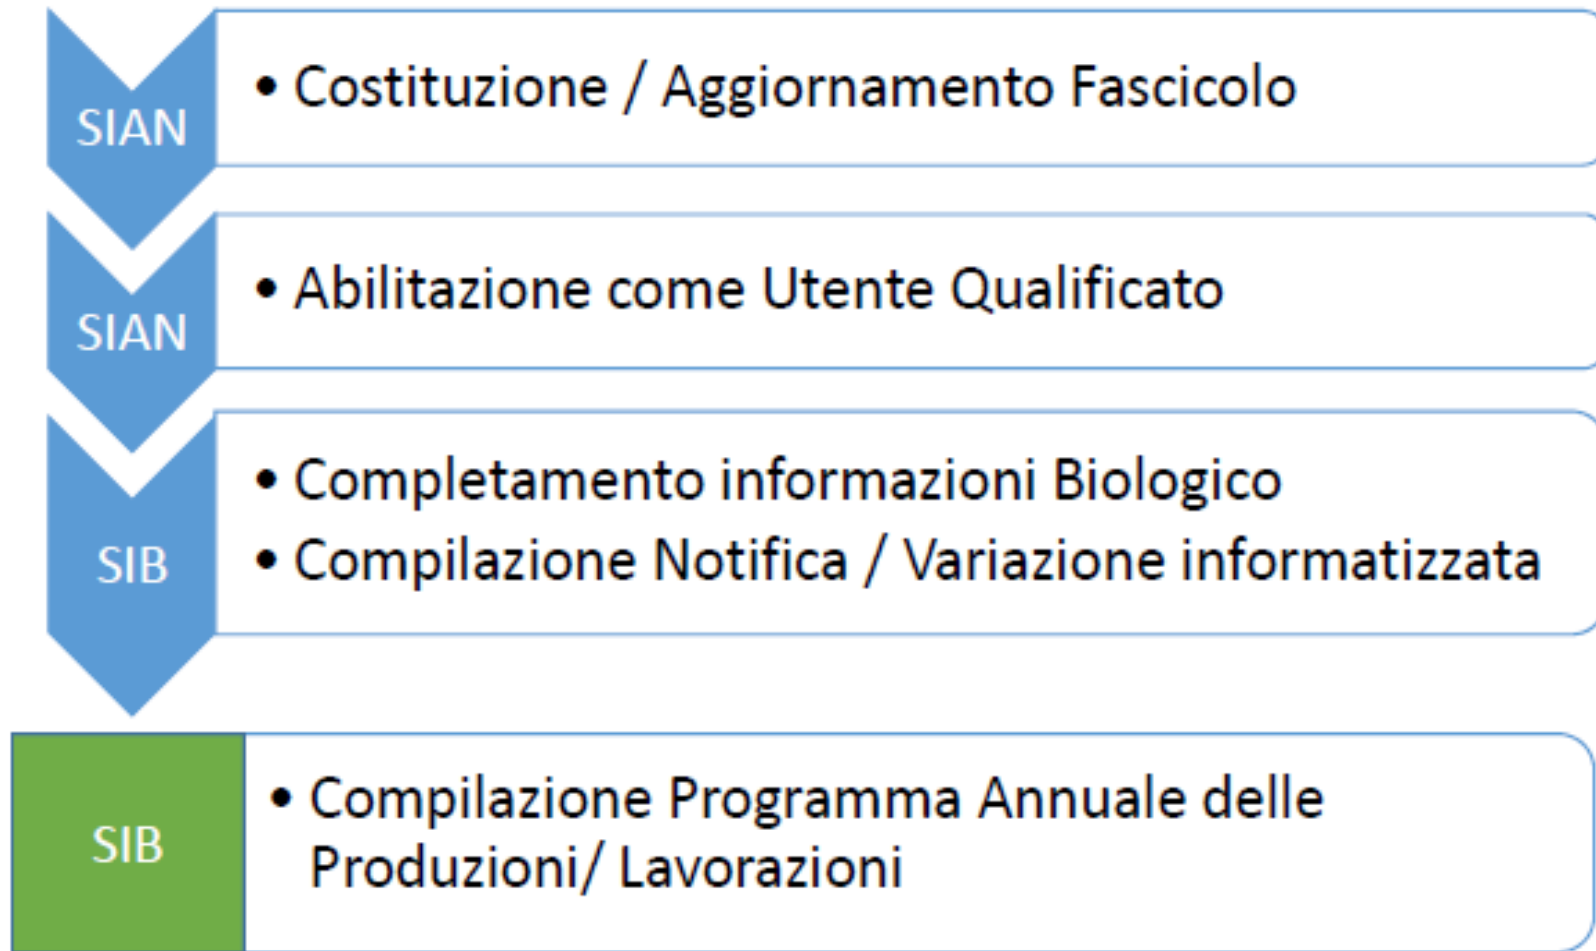 SIAN
• Costituzione / Aggiornamento Fascicolo
SIAN
• Abilitazione come Utente Qualificato
SIB
• Completamento informazioni Biologico
• Compilazione Notifica / Variazione informatizzata
SIB
• Compilazione Programma Annuale delle
Produzioni/ Lavorazioni